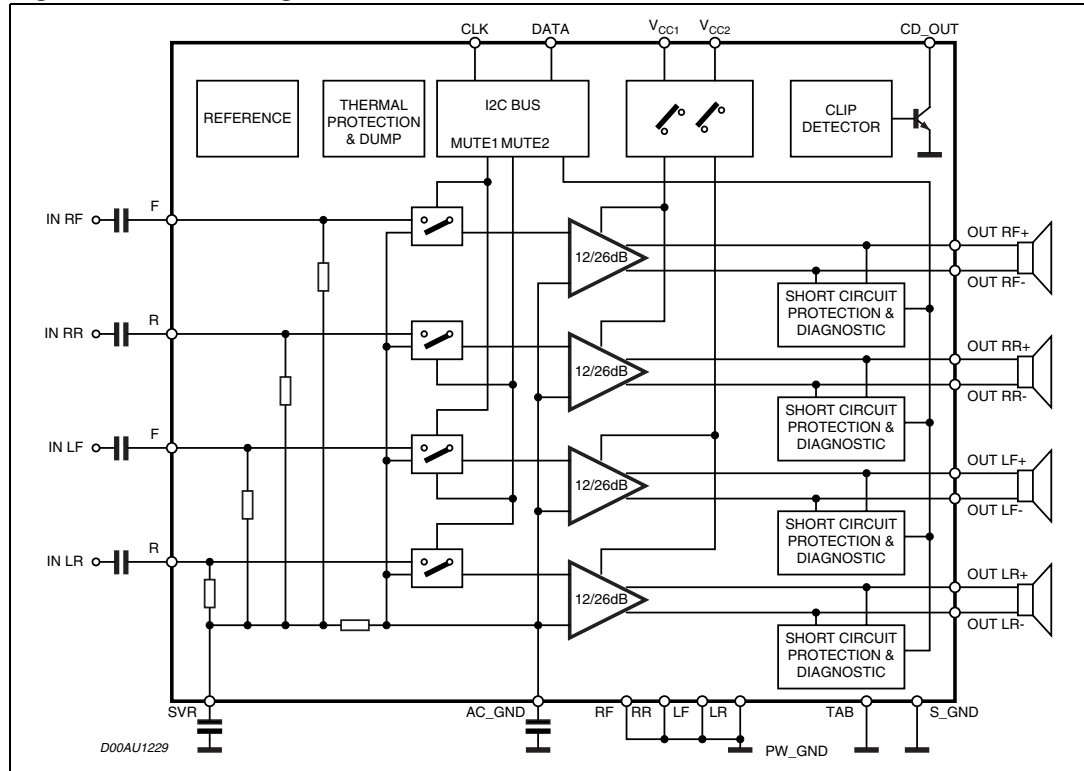 CLK
DATA
VCC1
VCC2
CD_OUT
REFERENCE
THERMAL
PROTECTION
& DUMP
I2C BUS
MUTE1 MUTE2
CLIP
DETECTOR
IN RF
F
12/26dB
OUT RF+
OUT RF-
SHORT CIRCUIT
PROTECTION &
DIAGNOSTIC
IN RR
R
12/26dB
OUT RR+
OUT RR-
SHORT CIRCUIT
PROTECTION &
DIAGNOSTIC
IN LF
F
12/26dB
OUT LF+
OUT LF-
SHORT CIRCUIT
PROTECTION &
DIAGNOSTIC
IN LR
R
12/26dB
OUT LR+
OUT LR-
SHORT CIRCUIT
PROTECTION &
DIAGNOSTIC
SVR
AC_GND
RF
RR
LF
LR
PW_GND
TAB
S_GND
D00AU1229